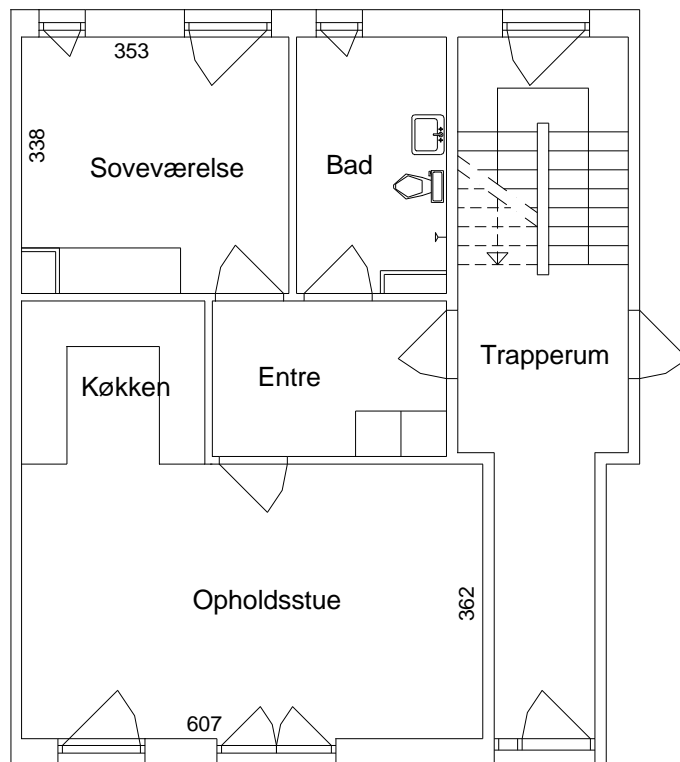 353
338
Soveværelse
Bad
Trapperum
Entre
Køkken
Opholdsstue
362
607